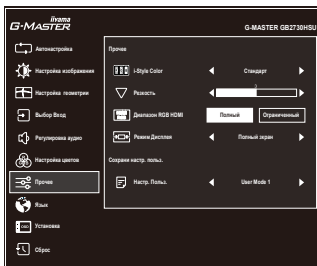 iiyama
G-MASTER
G-MASTER GB2730HSU
Автонастройка
Настройка изображения
Настройка геометрии
Выбор Вход
Регулировка аудио
Настройка цветов
Прочее
Язык
OSD Установка
Сброс
Прочее
i-Style Color
Стандарт
Резкость
3
Диапазон RGB HDMI
Полный
Ограниченный
Режим Дисплея
Полный экран
Сохрани настр. польз.
Настр. Польз.
User Mode 1